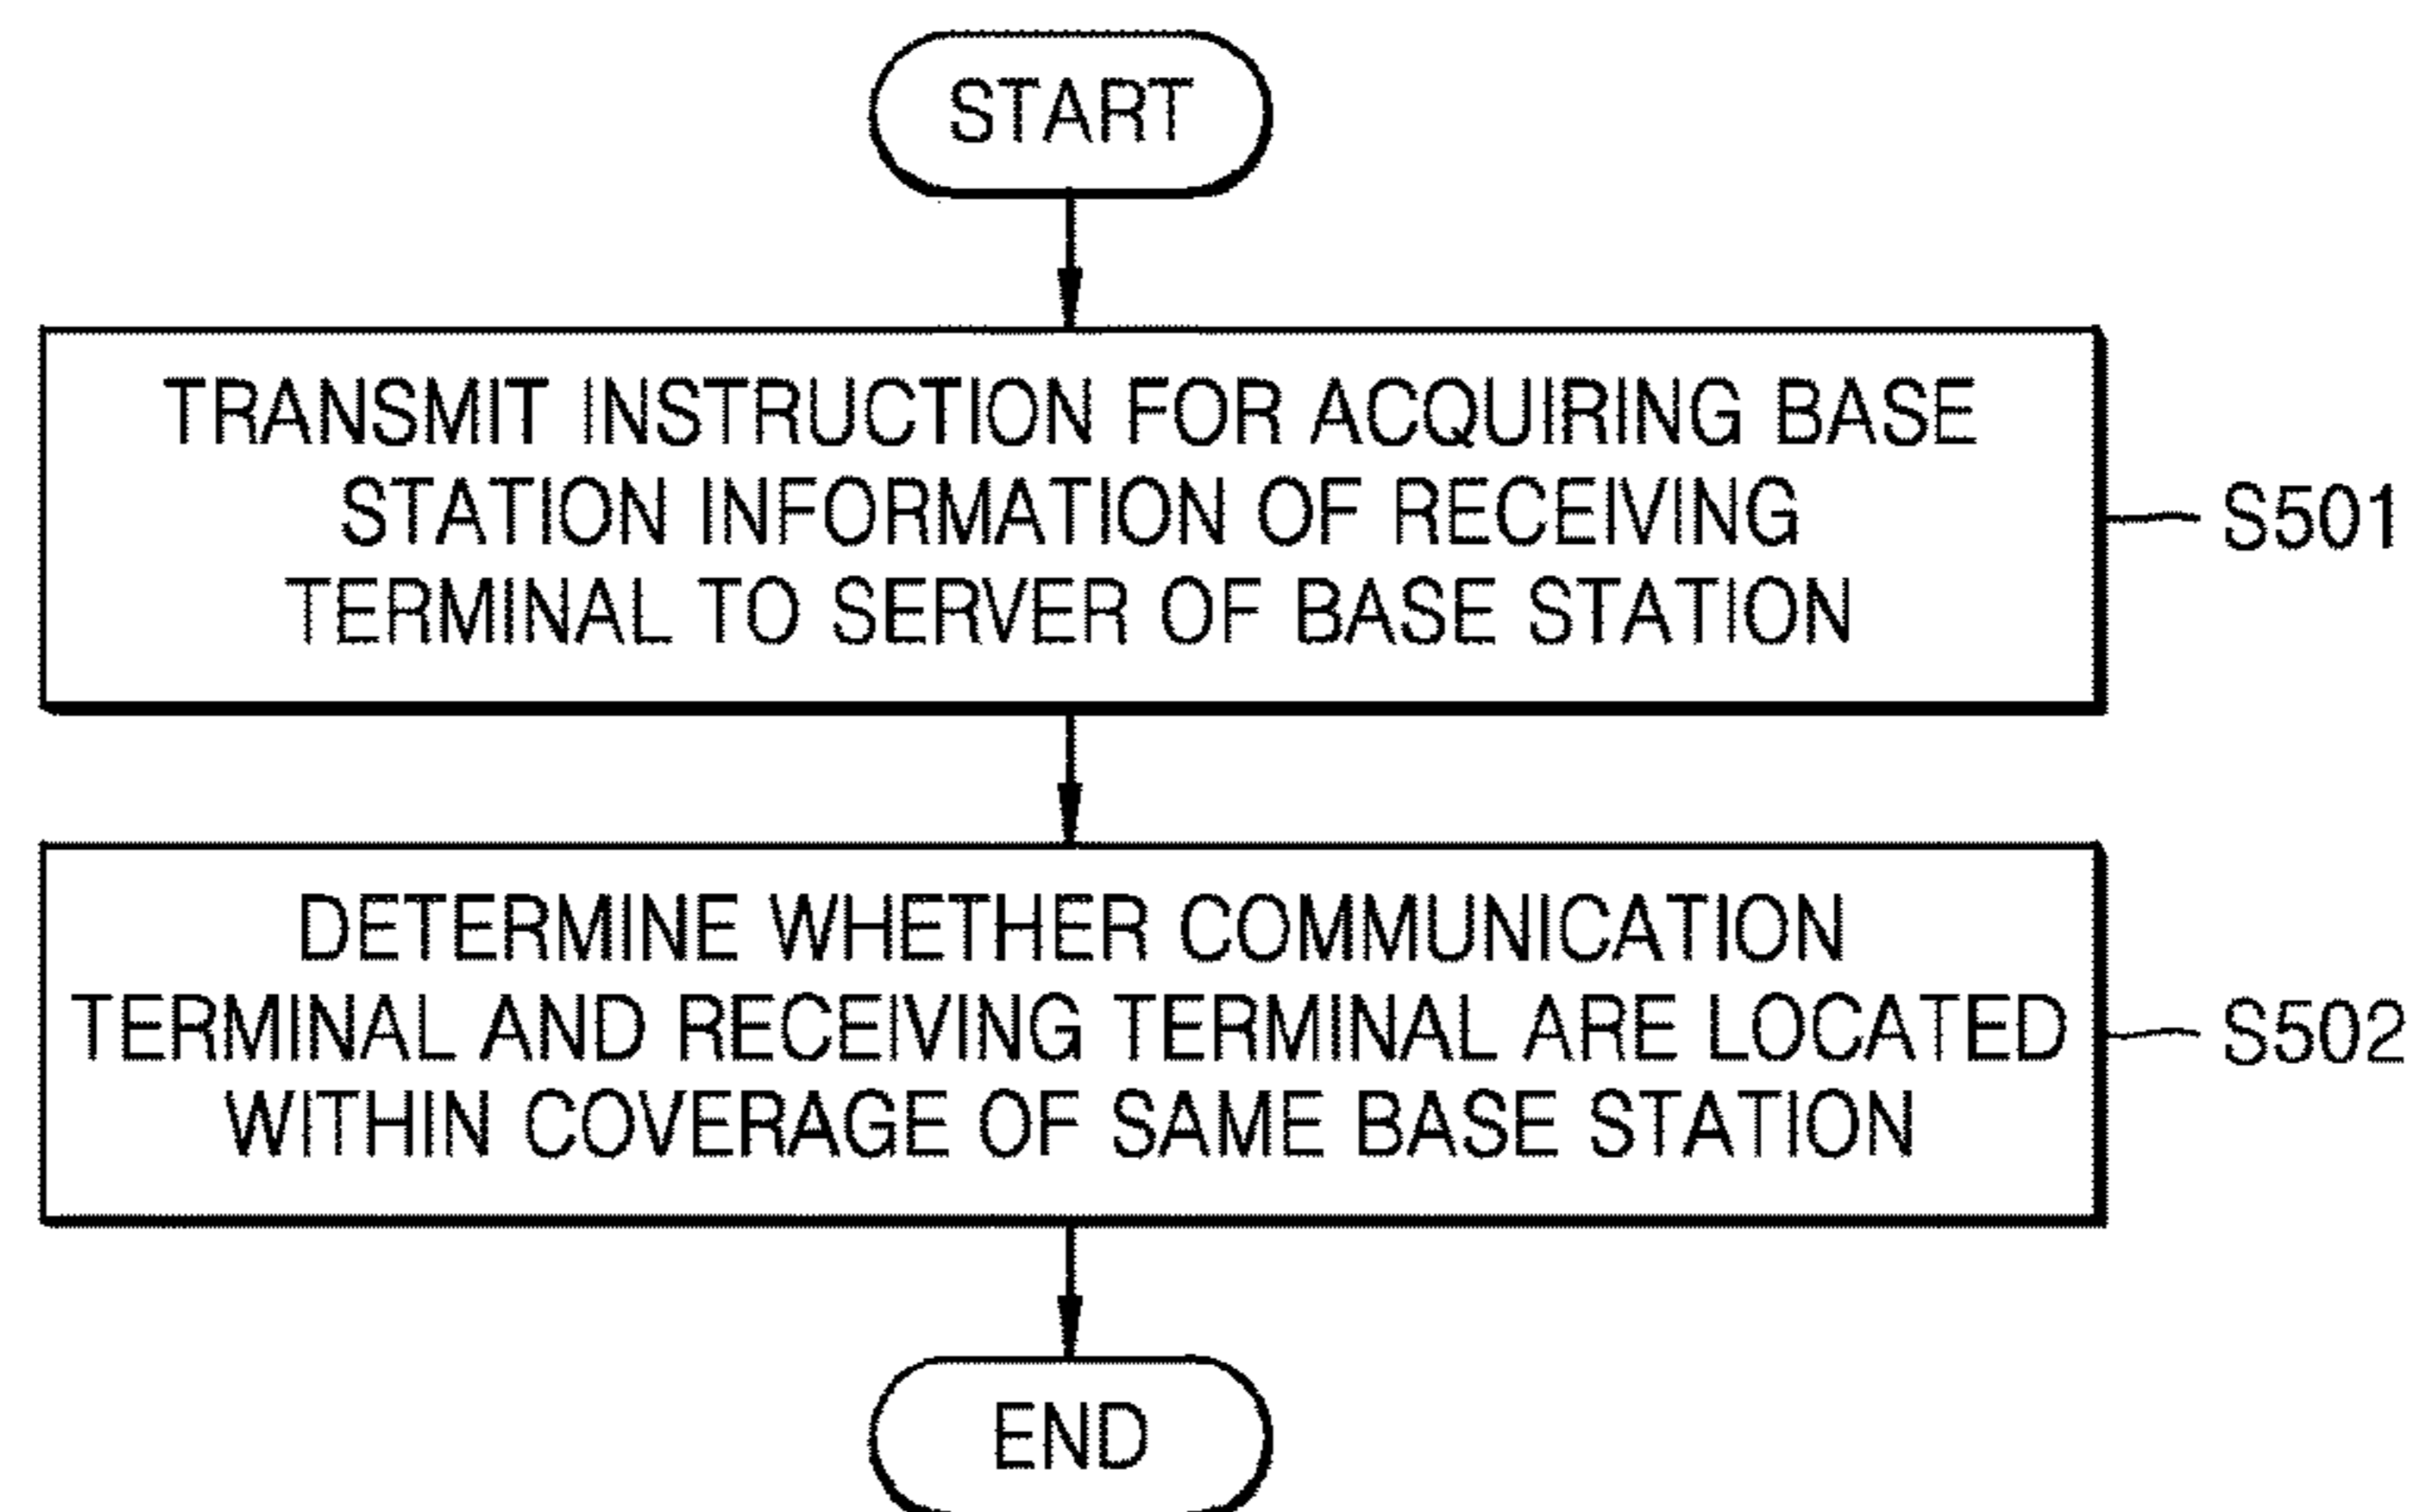 START
TRANSMIT INSTRUCTION FOR ACQUIRING BASE
STATION INFORMATION OF RECEIVING
TERMINAL TO SERVER OF BASE STATION
S501
DETERMINE WHETHER COMMUNICATION
TERMINAL AND RECEIVING TERMINAL ARE LOCATED
WITHIN COVERAGE OF SAME BASE STATION
S502
END